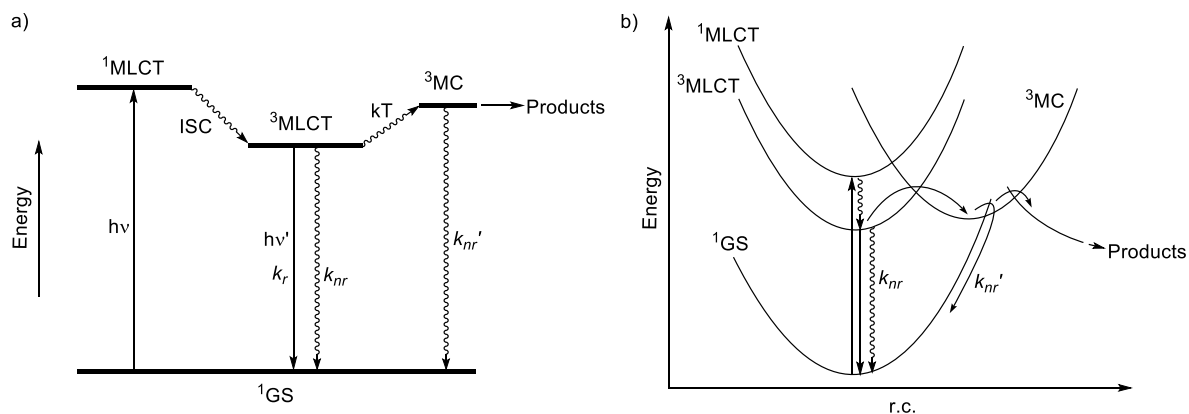 a)
¹MLCT
ISC
³MLCT
kT
³MC
Products
Energy
hν
hν'
kᵣ
kₙᵣ
kₙᵣ'
¹GS
b)
¹MLCT
³MLCT
³MC
Energy
¹GS
kₙᵣ
kₙᵣ'
Products
r.c.